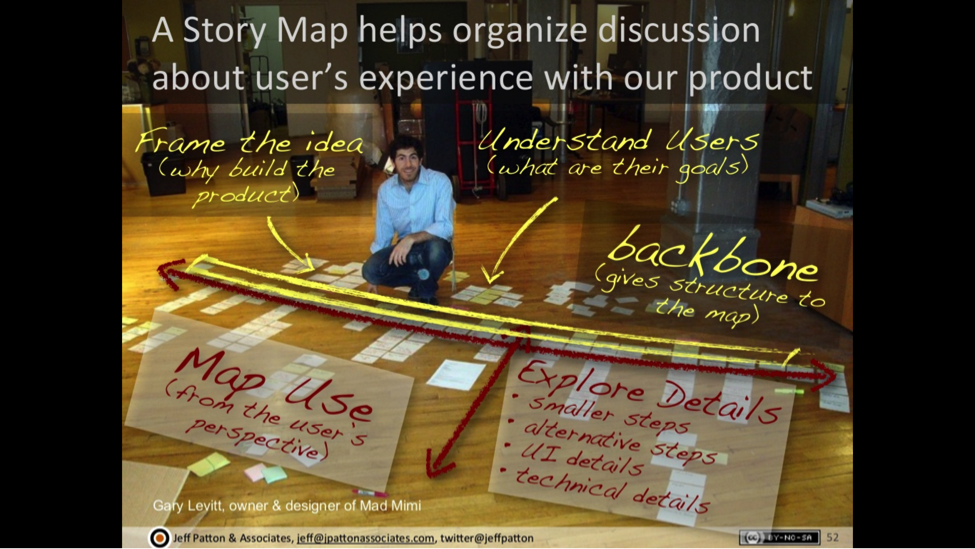 A Story Map helps organize discussion
about user's experience with our product
Frame the idea
(why build the
product)
Understand Users
(what are their goals)
backbone
(gives structure to
the map)
Map Use
(from the user's
perspective)
Explore Details
• smaller steps
• alternative steps
• UI details
• technical details
Gary Levitt, owner & designer of Mad Mimi
Jeff Patton & Associates, jeff@jpattonassociates.com, twitter@jeffpatton
cc BY-NC-SA 52